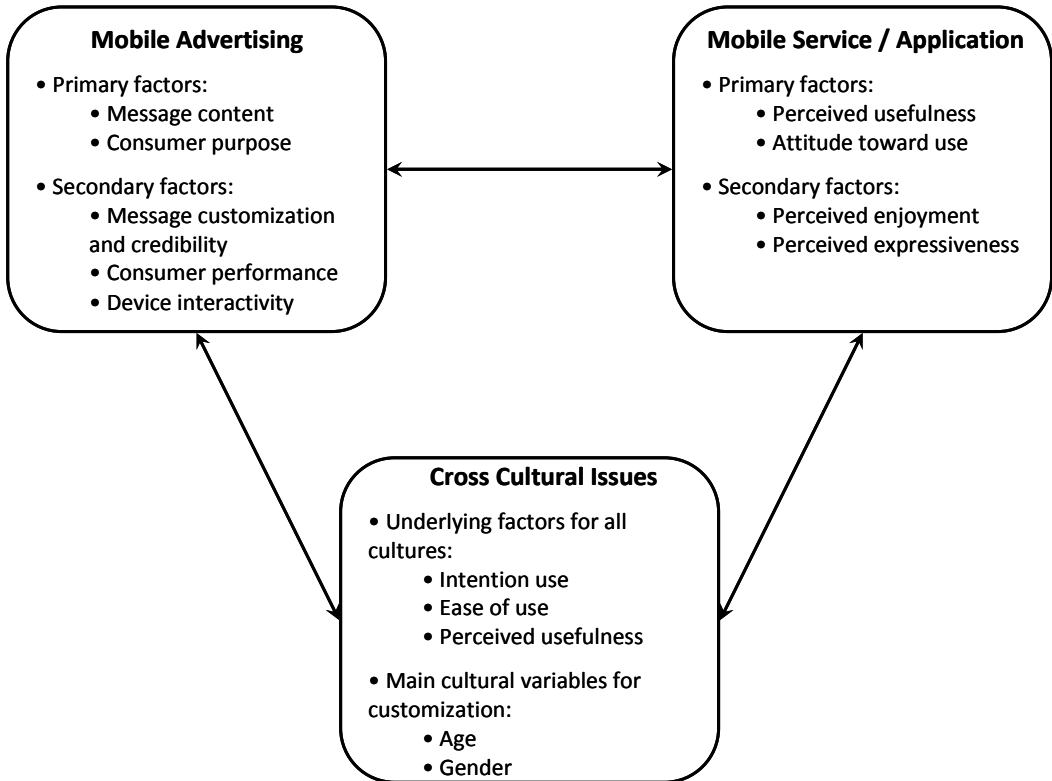 Mobile Advertising
• Primary factors:
• Message content
• Consumer purpose
• Secondary factors:
• Message customization
and credibility
• Consumer performance
• Device interactivity
Mobile Service / Application
• Primary factors:
• Perceived usefulness
• Attitude toward use
• Secondary factors:
• Perceived enjoyment
• Perceived expressiveness
Cross Cultural Issues
• Underlying factors for all
cultures:
• Intention use
• Ease of use
• Perceived usefulness
• Main cultural variables for
customization:
• Age
• Gender